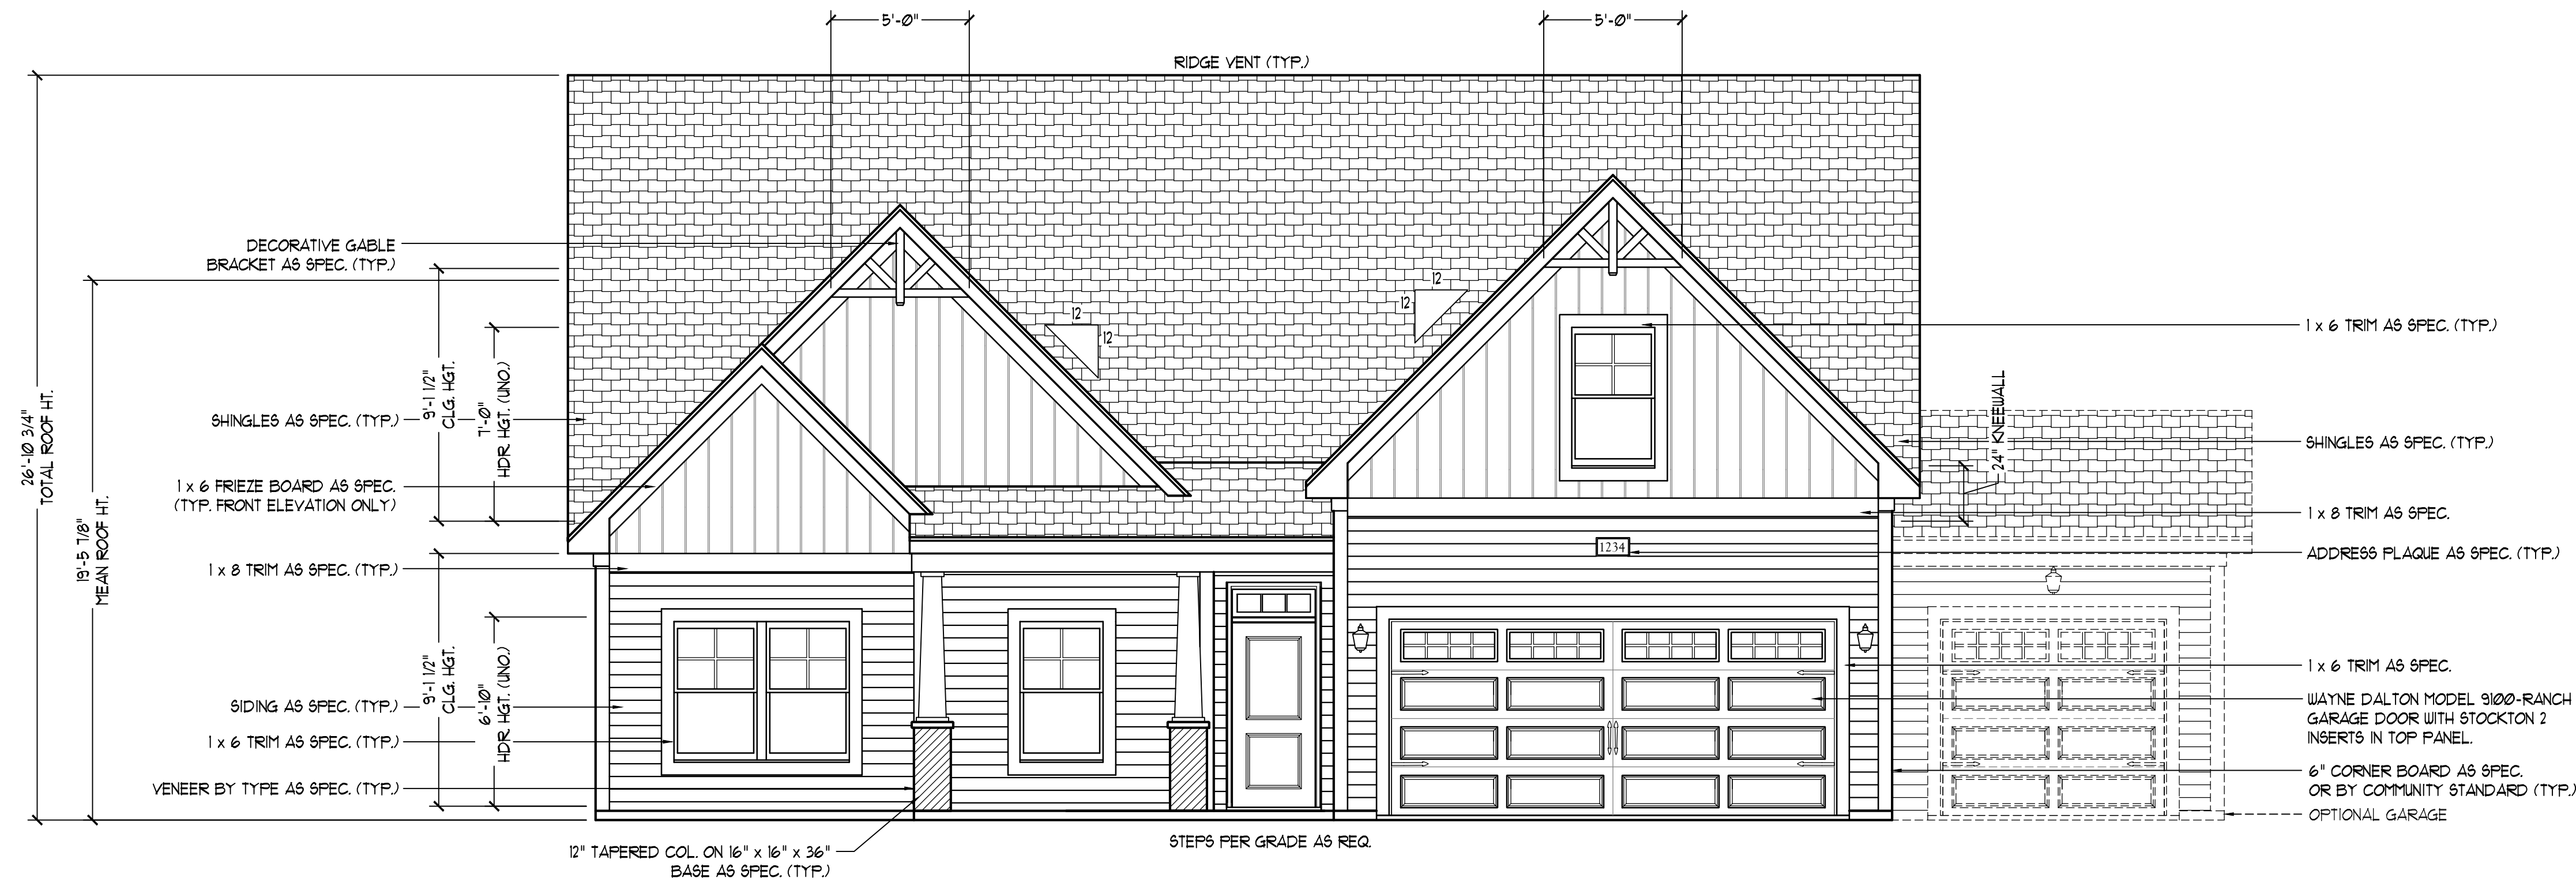 5'-0"
5'-0"
RIDGE VENT (TYP.)
DECORATIVE GABLE
BRACKET AS SPEC. (TYP.)
12
12
12
12
1 x 6 TRIM AS SPEC. (TYP.)
26'-10 3/4"
TOTAL ROOF HT.
19'-5 7/8"
MEAN ROOF HT.
9'-1 1/2"
CLG. HGT.
7'-0"
HDR. HGT. (UNO.)
SHINGLES AS SPEC. (TYP.)
24" KNEEWALL
SHINGLES AS SPEC. (TYP.)
1 x 6 FRIEZE BOARD AS SPEC.
(TYP. FRONT ELEVATION ONLY)
1 x 8 TRIM AS SPEC.
1234
ADDRESS PLAQUE AS SPEC. (TYP.)
1 x 8 TRIM AS SPEC. (TYP.)
9'-1 1/2"
CLG. HGT.
6'-10"
HDR. HGT. (UNO.)
1 x 6 TRIM AS SPEC.
SIDING AS SPEC. (TYP.)
WAYNE DALTON MODEL 9100-RANCH
GARAGE DOOR WITH STOCKTON 2
INSERTS IN TOP PANEL.
1 x 6 TRIM AS SPEC. (TYP.)
6" CORNER BOARD AS SPEC.
OR BY COMMUNITY STANDARD (TYP.)
VENEER BY TYPE AS SPEC. (TYP.)
OPTIONAL GARAGE
STEPS PER GRADE AS REQ.
12" TAPERED COL. ON 16" x 16" x 36"
BASE AS SPEC. (TYP.)